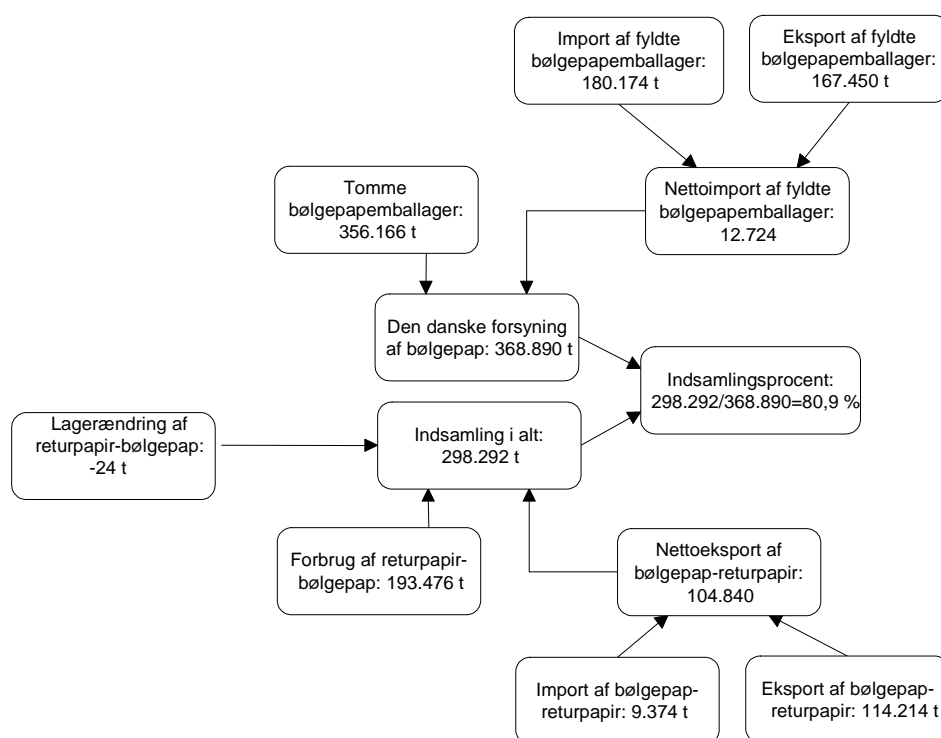 Import af fyldte
bølgepapemballager:
180.174 t
Eksport af fyldte
bølgepapemballager:
167.450 t
Tomme
bølgepapemballager:
356.166 t
Nettoimport af fyldte
bølgepapemballager:
12.724
Den danske forsyning
af bølgepap: 368.890 t
Indsamlingsprocent:
298.292/368.890=80,9 %
Lagerændring af
returpapir-bølgepap:
-24 t
Indsamling i alt:
298.292 t
Forbrug af returpapir-
bølgepap: 193.476 t
Nettoeksport af
bølgepap-returpapir:
104.840
Import af bølgepap-
returpapir: 9.374 t
Eksport af bølgepap-
returpapir: 114.214 t